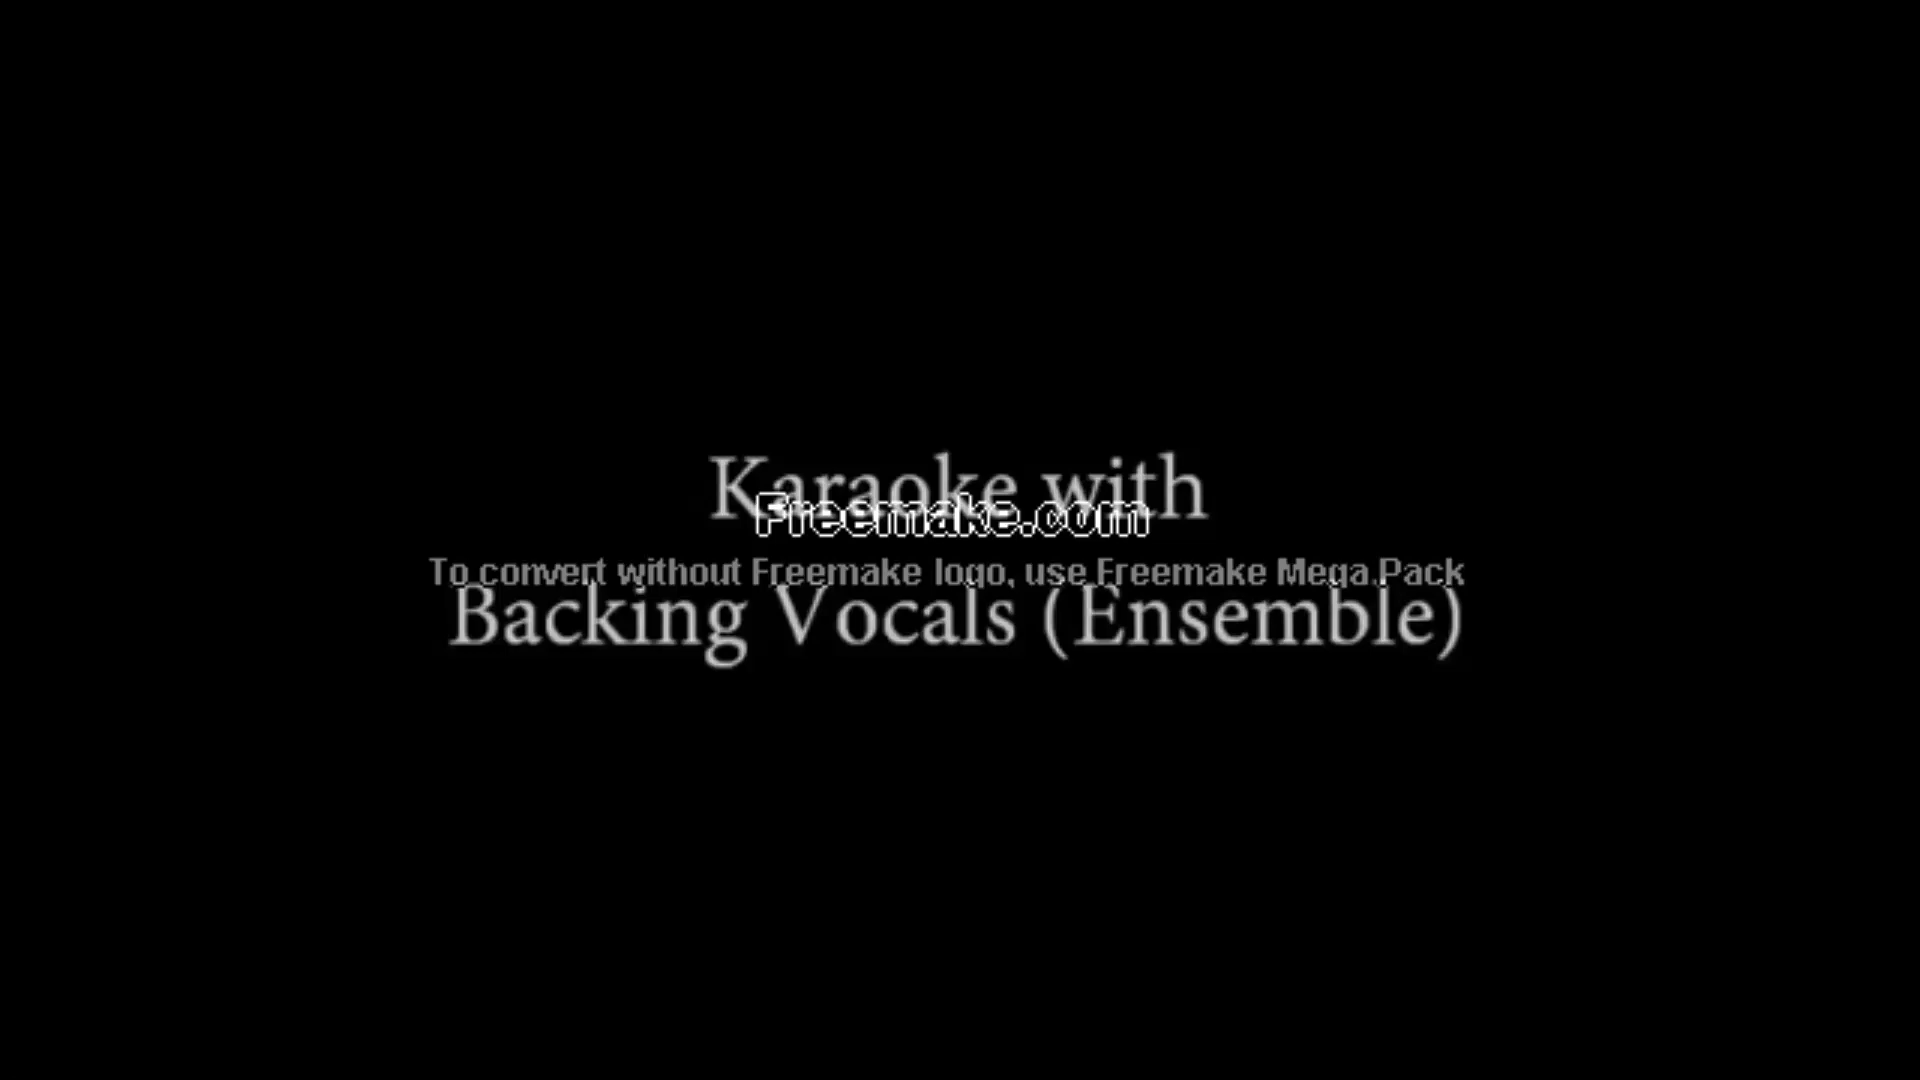 Karaoke with
Freemake.com
To convert without Freemake logo, use Freemake Mega Pack
Backing Vocals (Ensemble)